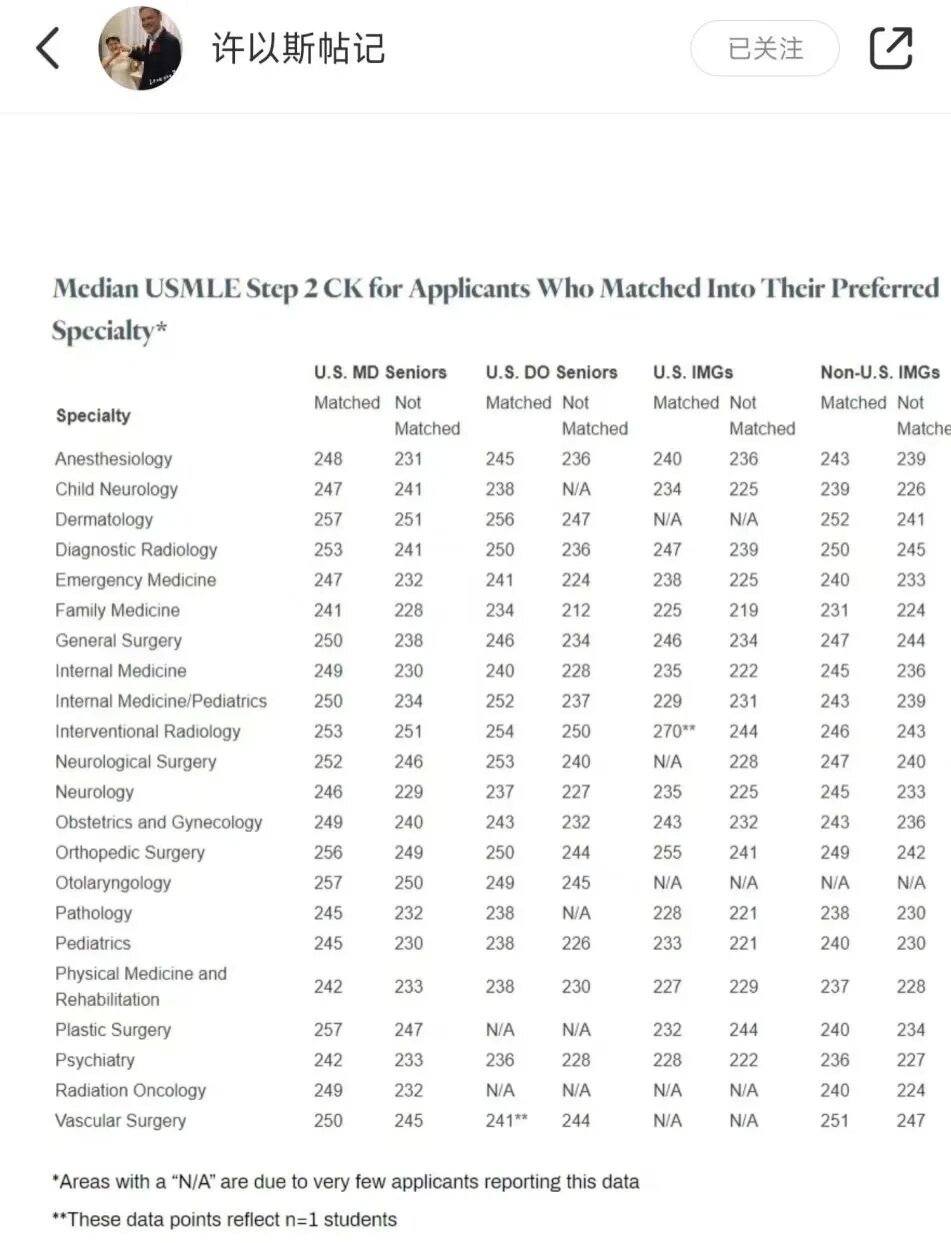 许以斯帖记
已关注
Median USMLE Step 2 CK for Applicants Who Matched Into Their Preferred
Specialty*
U.S. MD Seniors U.S. DO Seniors U.S. IMGs Non-U.S. IMGs
Specialty Matched Not Matched Matched Not Matched Matched Not Matched Matched Not Matche
Anesthesiology 248 231 245 236 240 236 243 239
Child Neurology 247 241 238 N/A 234 225 239 226
Dermatology 257 251 256 247 N/A N/A 252 241
Diagnostic Radiology 253 241 250 236 247 239 250 245
Emergency Medicine 247 232 241 224 238 225 240 233
Family Medicine 241 228 234 212 225 219 231 224
General Surgery 250 238 246 234 246 234 247 244
Internal Medicine 249 230 240 228 235 222 245 236
Internal Medicine/Pediatrics 250 234 252 237 229 231 243 239
Interventional Radiology 253 251 254 250 270** 244 246 243
Neurological Surgery 252 246 253 240 N/A 228 247 240
Neurology 246 229 237 227 235 225 245 233
Obstetrics and Gynecology 249 240 243 232 243 232 243 236
Orthopedic Surgery 256 249 250 244 255 241 249 242
Otolaryngology 257 250 249 245 N/A N/A N/A N/A
Pathology 245 232 238 N/A 228 221 238 230
Pediatrics 245 230 238 226 233 221 240 230
Physical Medicine and
Rehabilitation 242 233 238 230 227 229 237 228
Plastic Surgery 257 247 N/A N/A 232 244 240 234
Psychiatry 242 233 236 228 228 222 236 227
Radiation Oncology 249 232 N/A N/A N/A N/A 240 224
Vascular Surgery 250 245 241** 244 N/A N/A 251 247
*Areas with a “N/A” are due to very few applicants reporting this data
**These data points reflect n=1 students